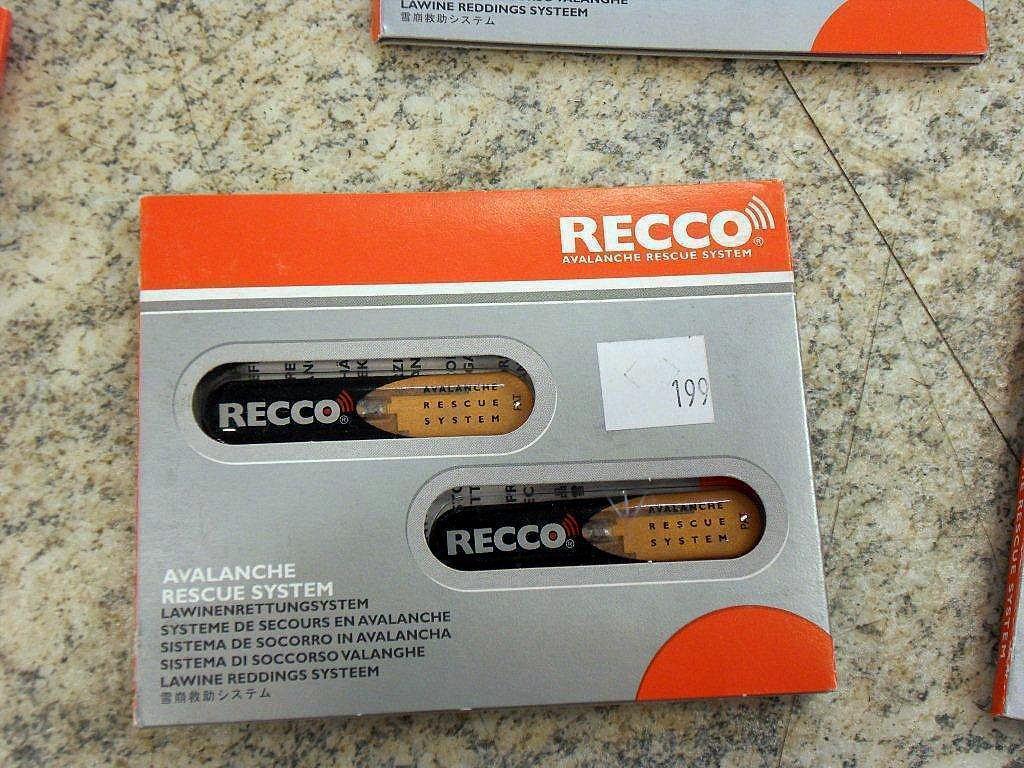 LAWINE REDDINGS SYSTEEM
雪崩救助システム
RECCO®
AVALANCHE RESCUE SYSTEM
199
RECCO®
AVALANCHE
RESCUE
SYSTEM
RECCO®
AVALANCHE
RESCUE
SYSTEM
AVALANCHE
RESCUE SYSTEM
LAWINENRETTUNGSYSTEM
SYSTEME DE SECOURS EN AVALANCHE
SISTEMA DE SOCORRO IN AVALANCHA
SISTEMA DI SOCCORSO VALANGHE
LAWINE REDDINGS SYSTEEM
雪崩救助システム